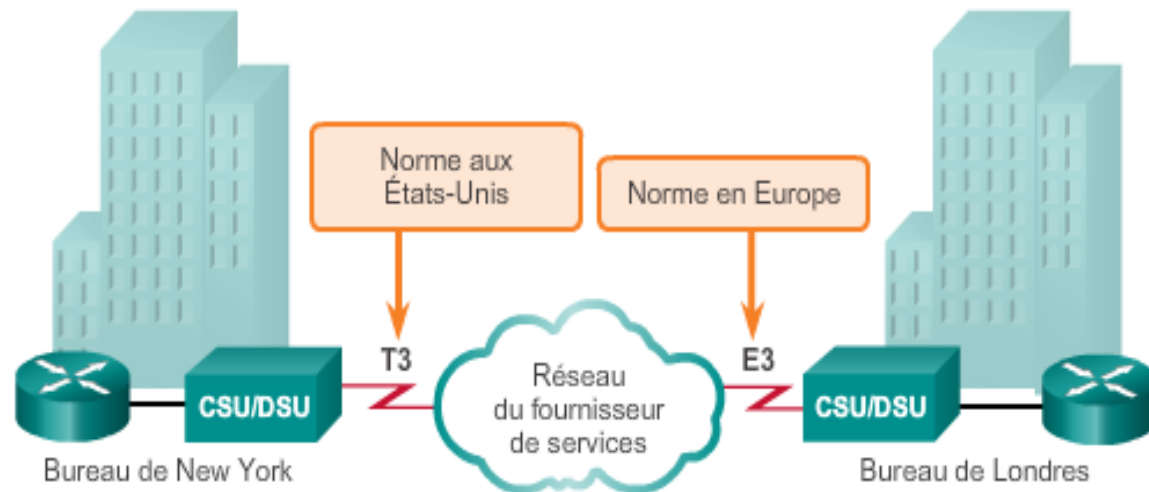 Norme aux
États-Unis
Norme en Europe
T3
E3
Réseau
du fournisseur
de services
CSU/DSU
CSU/DSU
Bureau de New York
Bureau de Londres